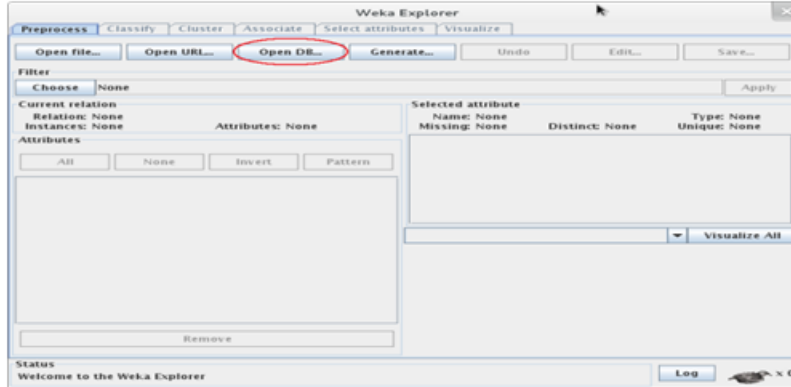 Weka Explorer
Preprocess Classify Cluster Associate Select attributes Visualize
Open file... Open URL... Open DB... Generate... Undo Edit... Save...
Filter
Choose None Apply
Current relation
Relation: None
Instances: None Attributes: None
Attributes
All None Invert Pattern
Remove
Selected attribute
Name: None Type: None
Missing: None Distinct: None Unique: None
Visualize All
Status
Welcome to the Weka Explorer
Log x 0